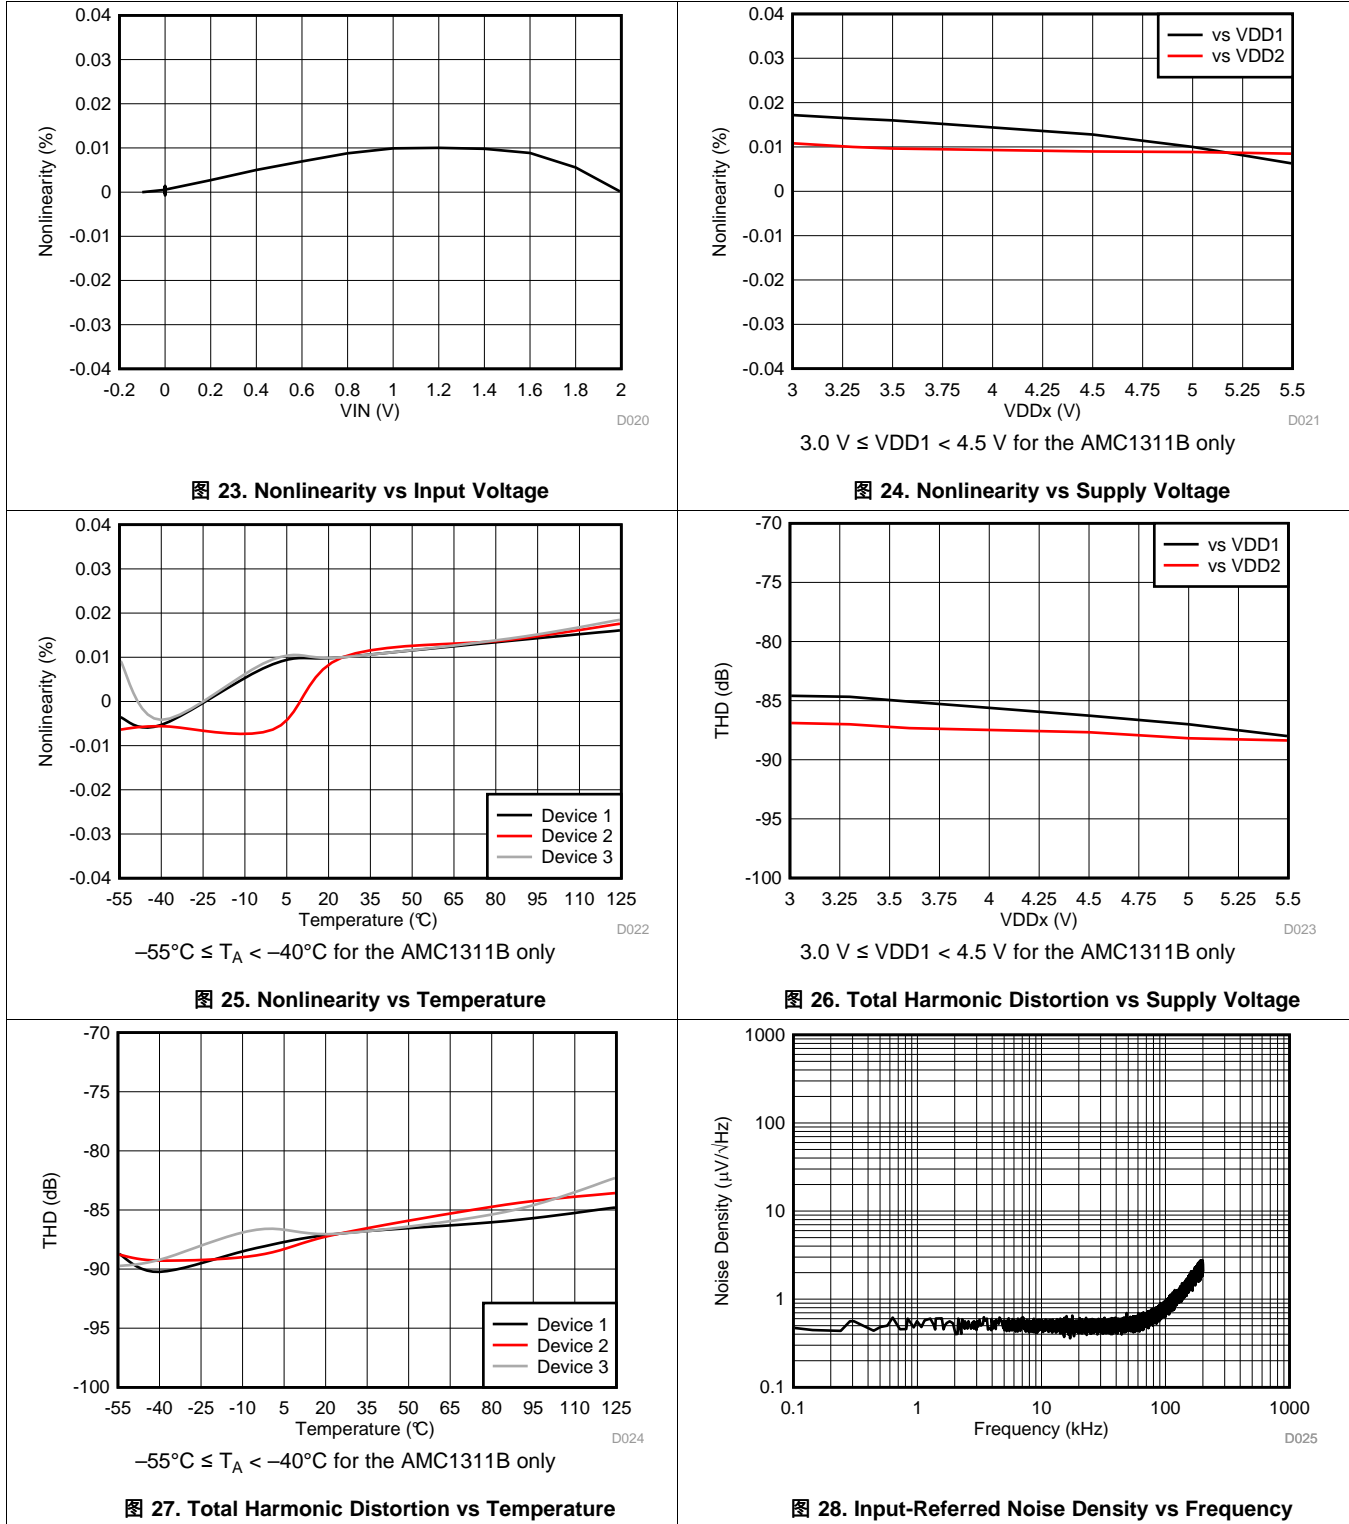 0.04
0.03
0.02
0.01
0
-0.01
-0.02
-0.03
-0.04
Nonlinearity (%)
-0.2 0 0.2 0.4 0.6 0.8 1 1.2 1.4 1.6 1.8 2
VIN (V)
D020
图 23. Nonlinearity vs Input Voltage
0.04
0.03
0.02
0.01
0
-0.01
-0.02
-0.03
-0.04
Nonlinearity (%)
vs VDD1
vs VDD2
3 3.25 3.5 3.75 4 4.25 4.5 4.75 5 5.25 5.5
VDDx (V)
D021
3.0 V ≤ VDD1 < 4.5 V for the AMC1311B only
图 24. Nonlinearity vs Supply Voltage
0.04
0.03
0.02
0.01
0
-0.01
-0.02
-0.03
-0.04
Nonlinearity (%)
Device 1
Device 2
Device 3
-55 -40 -25 -10 5 20 35 50 65 80 95 110 125
Temperature (°C)
D022
–55°C ≤ TA < –40°C for the AMC1311B only
图 25. Nonlinearity vs Temperature
-70
-75
-80
-85
-90
-95
-100
THD (dB)
vs VDD1
vs VDD2
3 3.25 3.5 3.75 4 4.25 4.5 4.75 5 5.25 5.5
VDDx (V)
D023
3.0 V ≤ VDD1 < 4.5 V for the AMC1311B only
图 26. Total Harmonic Distortion vs Supply Voltage
-70
-75
-80
-85
-90
-95
-100
THD (dB)
Device 1
Device 2
Device 3
-55 -40 -25 -10 5 20 35 50 65 80 95 110 125
Temperature (°C)
D024
–55°C ≤ TA < –40°C for the AMC1311B only
图 27. Total Harmonic Distortion vs Temperature
1000
100
10
1
0.1
Noise Density (μV/√Hz)
0.1 1 10 100 1000
Frequency (kHz)
D025
图 28. Input-Referred Noise Density vs Frequency